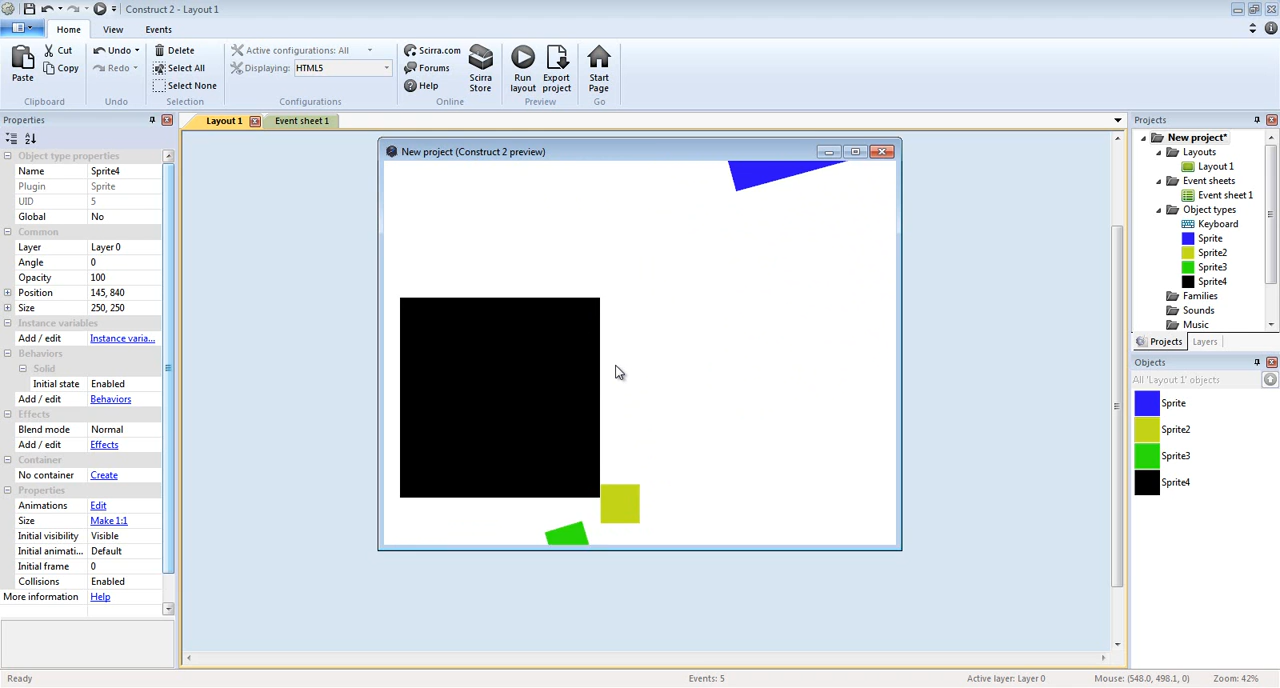 Construct 2 - Layout 1
Home
View
Events
Paste
Cut
Copy
Clipboard
Undo
Redo
Undo
Delete
Select All
Select None
Selection
Active configurations: All
Displaying: HTML5
Configurations
Scirra.com
Forums
Help
Scirra Store
Online
Run layout
Export project
Preview
Start Page
Go
Properties
Object type properties
Name Sprite4
Plugin Sprite
UID 5
Global No
Common
Layer Layer 0
Angle 0
Opacity 100
Position 145, 840
Size 250, 250
Instance variables
Add / edit Instance varia...
Behaviors
Solid
Initial state Enabled
Add / edit Behaviors
Effects
Blend mode Normal
Add / edit Effects
Container
No container Create
Properties
Animations Edit
Size Make 1:1
Initial visibility Visible
Initial animati... Default
Initial frame 0
Collisions Enabled
More information Help
Layout 1
Event sheet 1
New project (Construct 2 preview)
Projects
New project*
Layouts
Layout 1
Event sheets
Event sheet 1
Object types
Keyboard
Sprite
Sprite2
Sprite3
Sprite4
Families
Sounds
Music
Projects
Layers
Objects
All 'Layout 1' objects
Sprite
Sprite2
Sprite3
Sprite4
Ready
Events: 5
Active layer: Layer 0
Mouse: (548.0, 498.1, 0)
Zoom: 42%